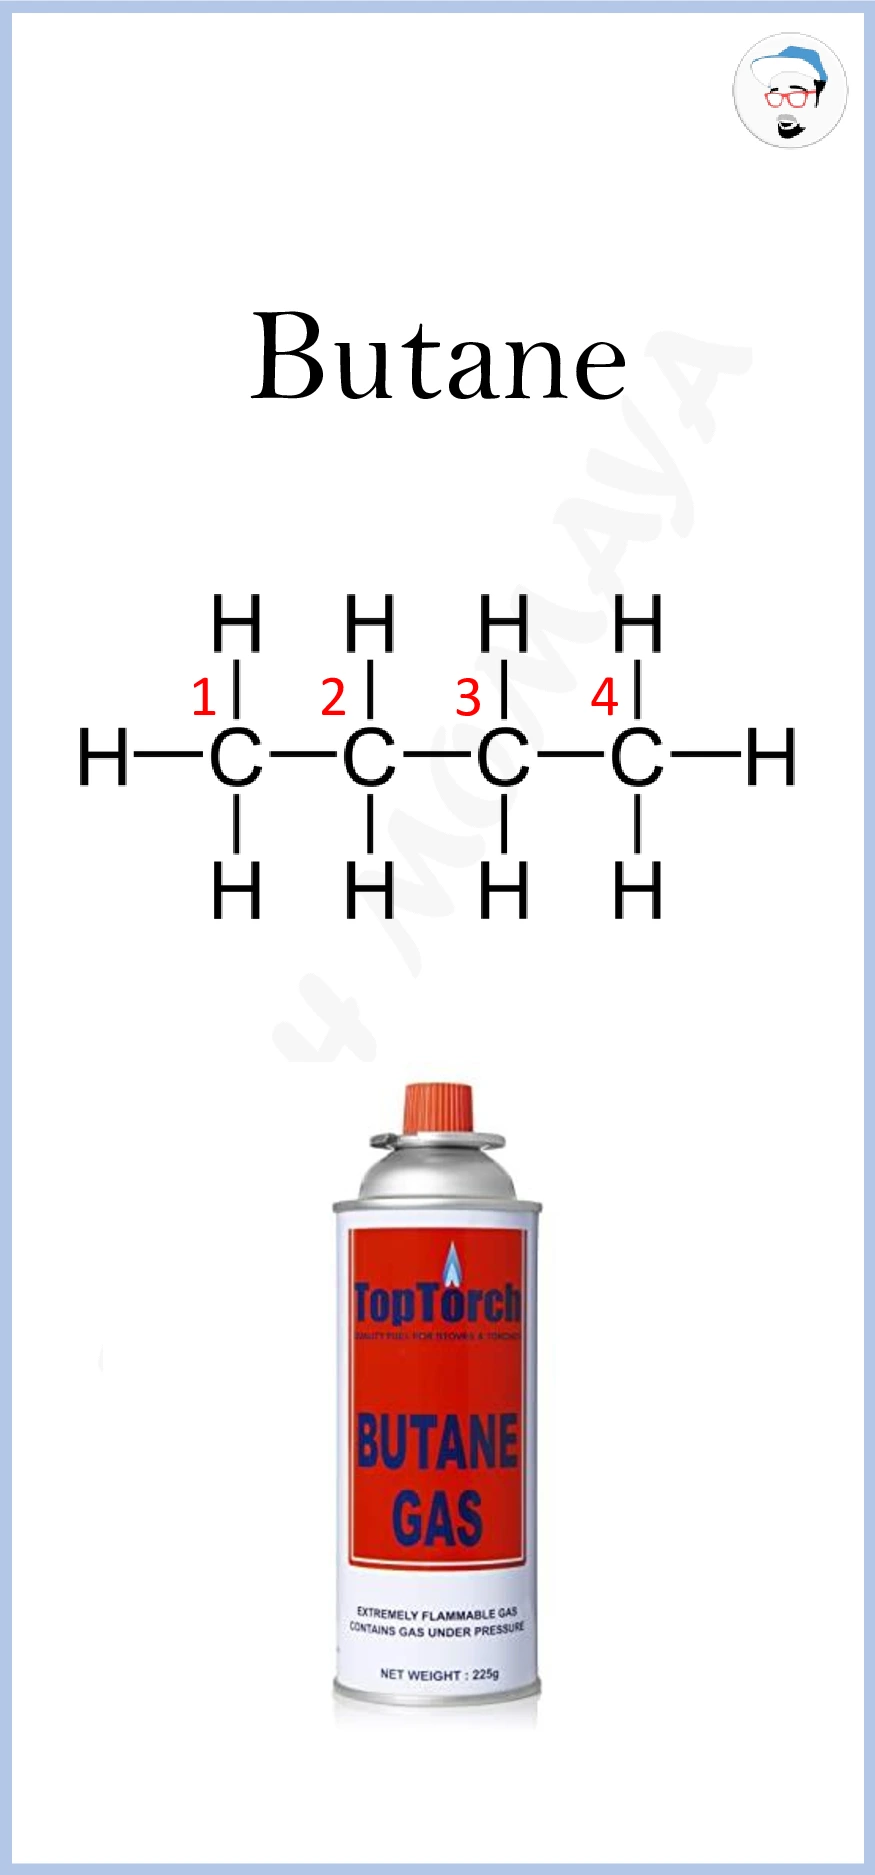 Butane
H H H H
1 2 3 4
H C C C C H
H H H H
4 MOMAYA
TopTorch
QUALITY FUEL FOR STOVES & TORCHES
BUTANE
GAS
EXTREMELY FLAMMABLE GAS
CONTAINS GAS UNDER PRESSURE
NET WEIGHT : 225g